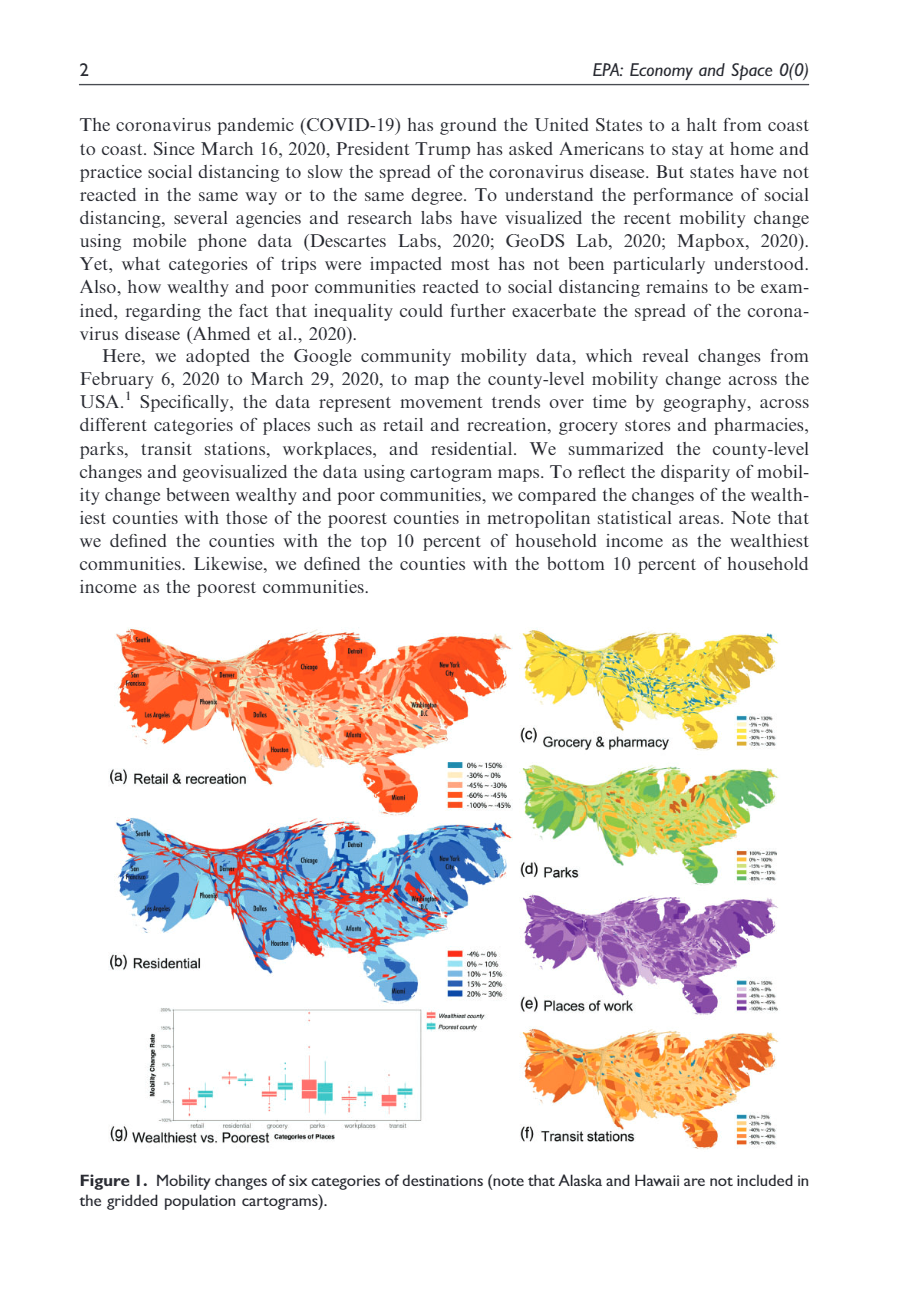 2
EPA: Economy and Space 0(0)
The coronavirus pandemic (COVID-19) has ground the United States to a halt from coast
to coast. Since March 16, 2020, President Trump has asked Americans to stay at home and
practice social distancing to slow the spread of the coronavirus disease. But states have not
reacted in the same way or to the same degree. To understand the performance of social
distancing, several agencies and research labs have visualized the recent mobility change
using mobile phone data (Descartes Labs, 2020; GeoDS Lab, 2020; Mapbox, 2020).
Yet, what categories of trips were impacted most has not been particularly understood.
Also, how wealthy and poor communities reacted to social distancing remains to be exam-
ined, regarding the fact that inequality could further exacerbate the spread of the corona-
virus disease (Ahmed et al., 2020).
Here, we adopted the Google community mobility data, which reveal changes from
February 6, 2020 to March 29, 2020, to map the county-level mobility change across the
USA.1 Specifically, the data represent movement trends over time by geography, across
different categories of places such as retail and recreation, grocery stores and pharmacies,
parks, transit stations, workplaces, and residential. We summarized the county-level
changes and geovisualized the data using cartogram maps. To reflect the disparity of mobil-
ity change between wealthy and poor communities, we compared the changes of the wealth-
iest counties with those of the poorest counties in metropolitan statistical areas. Note that
we defined the counties with the top 10 percent of household income as the wealthiest
communities. Likewise, we defined the counties with the bottom 10 percent of household
income as the poorest communities.
Seattle
San
Francisco
Los Angeles
Phoenix
Denver
Dallas
Houston
Chicago
Detroit
Atlanta
New York
City
Washington
D.C.
Miami
0% ~ 150%
-30% ~ 0%
-45% ~ -30%
-60% ~ -45%
-100% ~ -45%
(a) Retail & recreation
Seattle
San
Francisco
Los Angeles
Phoenix
Denver
Dallas
Houston
Chicago
Detroit
Atlanta
New York
City
Washington
D.C.
Miami
-4% ~ 0%
0% ~ 10%
10% ~ 15%
15% ~ 20%
20% ~ 30%
(b) Residential
(c) Grocery & pharmacy
0% ~ 130%
-5% ~ 0%
-15% ~ -5%
-30% ~ -15%
-75% ~ -30%
(d) Parks
100% ~ 220%
0% ~ 100%
-15% ~ 0%
-40% ~ -15%
-85% ~ -40%
(e) Places of work
0% ~ 150%
-30% ~ 0%
-45% ~ -30%
-60% ~ -45%
-100% ~ -45%
(f) Transit stations
0% ~ 75%
-25% ~ 0%
-40% ~ -25%
-60% ~ -40%
-90% ~ -60%
Wealthiest county
Poorest county
Mobility Change Rate
200%
150%
100%
50%
0%
-50%
-100%
retail residential grocery parks workplaces transit
Categories of Places
(g) Wealthiest vs. Poorest
Figure 1. Mobility changes of six categories of destinations (note that Alaska and Hawaii are not included in
the gridded population cartograms).